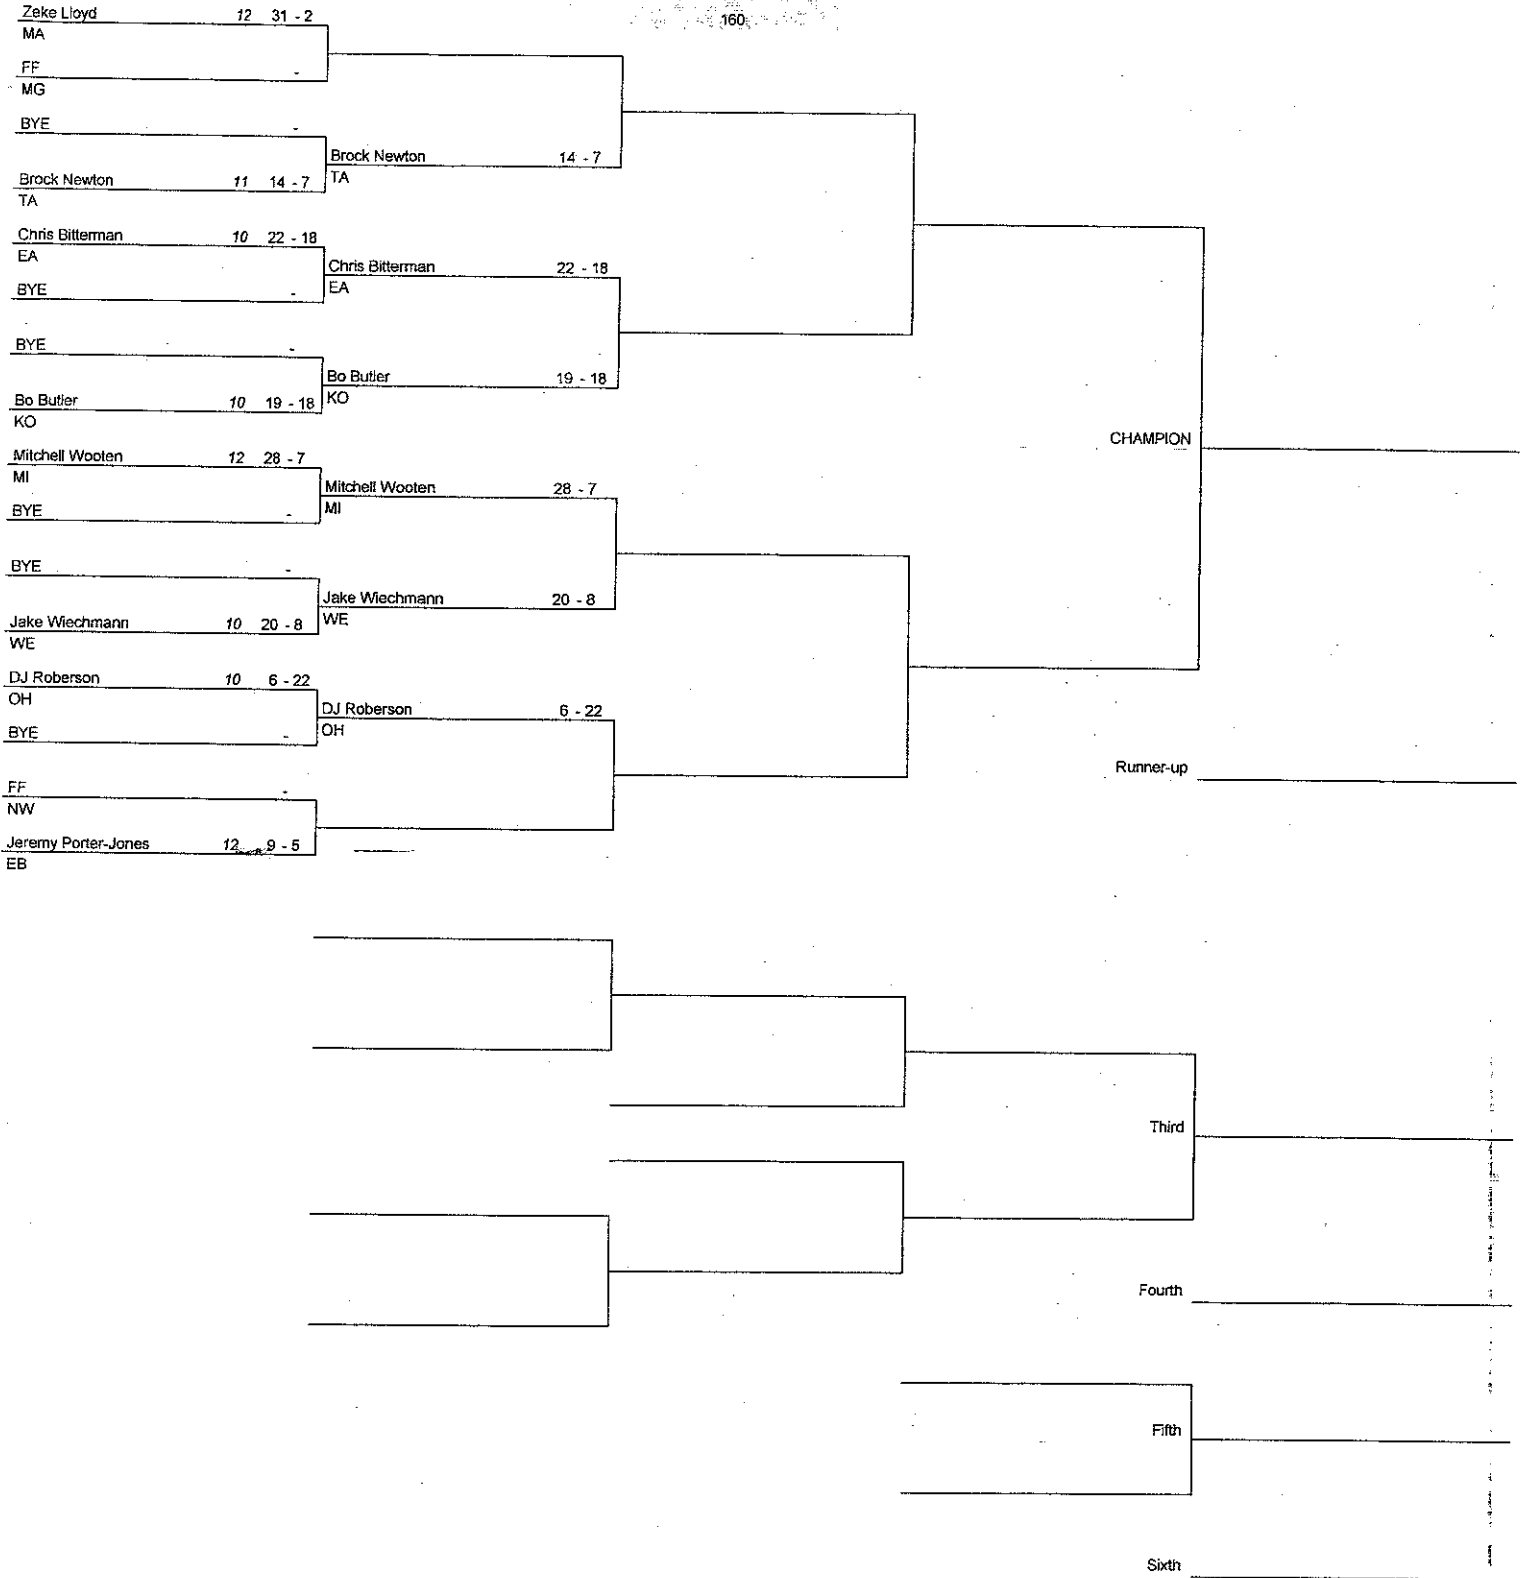 160
Zeke Lloyd 12 31 - 2
MA
FF -
MG
BYE -
Brock Newton 14 - 7
TA
Brock Newton 11 14 - 7
TA
Chris Bitterman 10 22 - 18
EA
Chris Bitterman 22 - 18
EA
BYE -
BYE -
Bo Butler 19 - 18
KO
Bo Butler 10 19 - 18
KO
CHAMPION
Mitchell Wooten 12 28 - 7
MI
Mitchell Wooten 28 - 7
MI
BYE -
BYE -
Jake Wiechmann 20 - 8
WE
Jake Wiechmann 10 20 - 8
WE
DJ Roberson 10 6 - 22
OH
DJ Roberson 6 - 22
OH
BYE -
Runner-up
FF -
NW
Jeremy Porter-Jones 12 9 - 5
EB
Third
Fourth
Fifth
Sixth